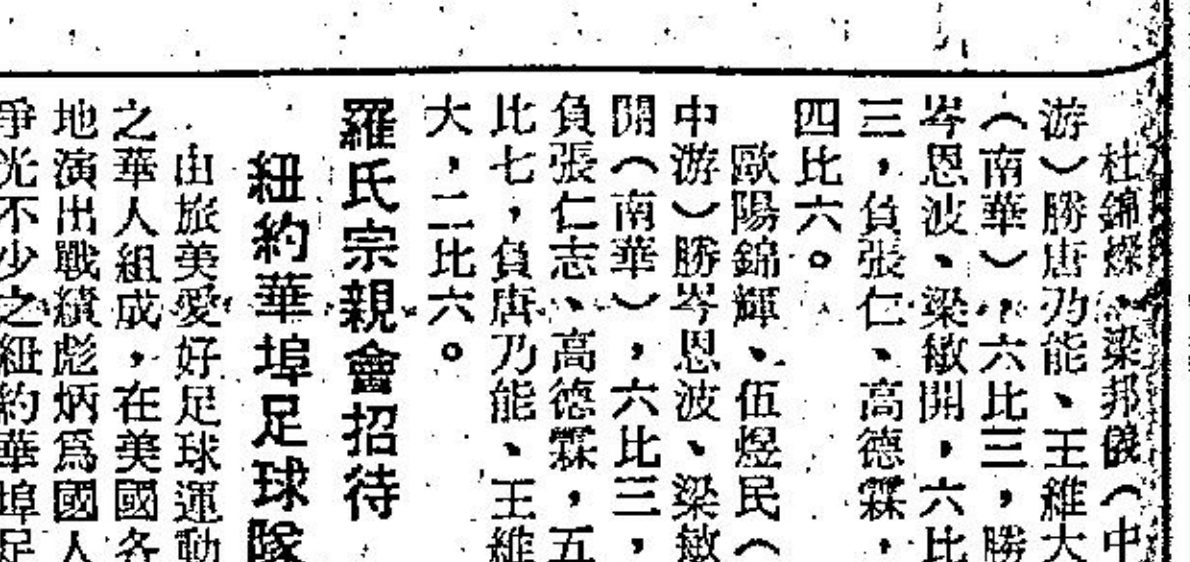 杜錦燦、梁邦儀（中
游）勝唐乃能、王維大
（南華），六比三，勝
岑恩波、梁敏開，六比
三，負張仁、高德霖，
四比六。
歐陽錦輝、伍煜民（
中游）勝岑恩波、梁敏
開（南華），六比三，
負張仁志、高德霖，五
比七，負唐乃能、王維
大，二比六。
羅氏宗親會招待
紐約華埠足球隊
由旅美愛好足球運動
之華人組成，在美國各
地演出戰績彪炳爲國人
爭光不少之紐約華埠足